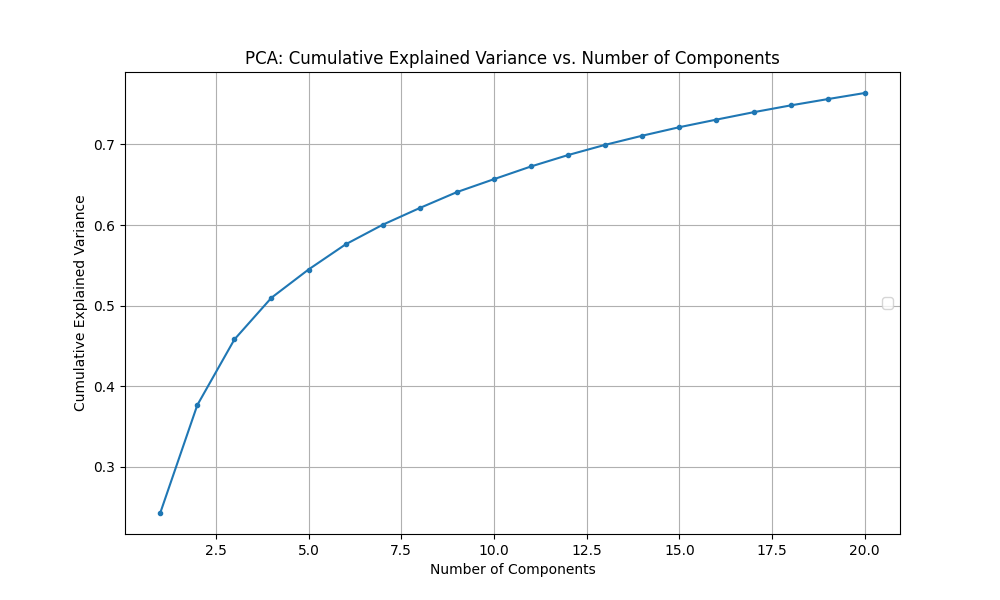 PCA: Cumulative Explained Variance vs. Number of Components
Cumulative Explained Variance
0.7
0.6
0.5
0.4
0.3
2.5 5.0 7.5 10.0 12.5 15.0 17.5 20.0
Number of Components